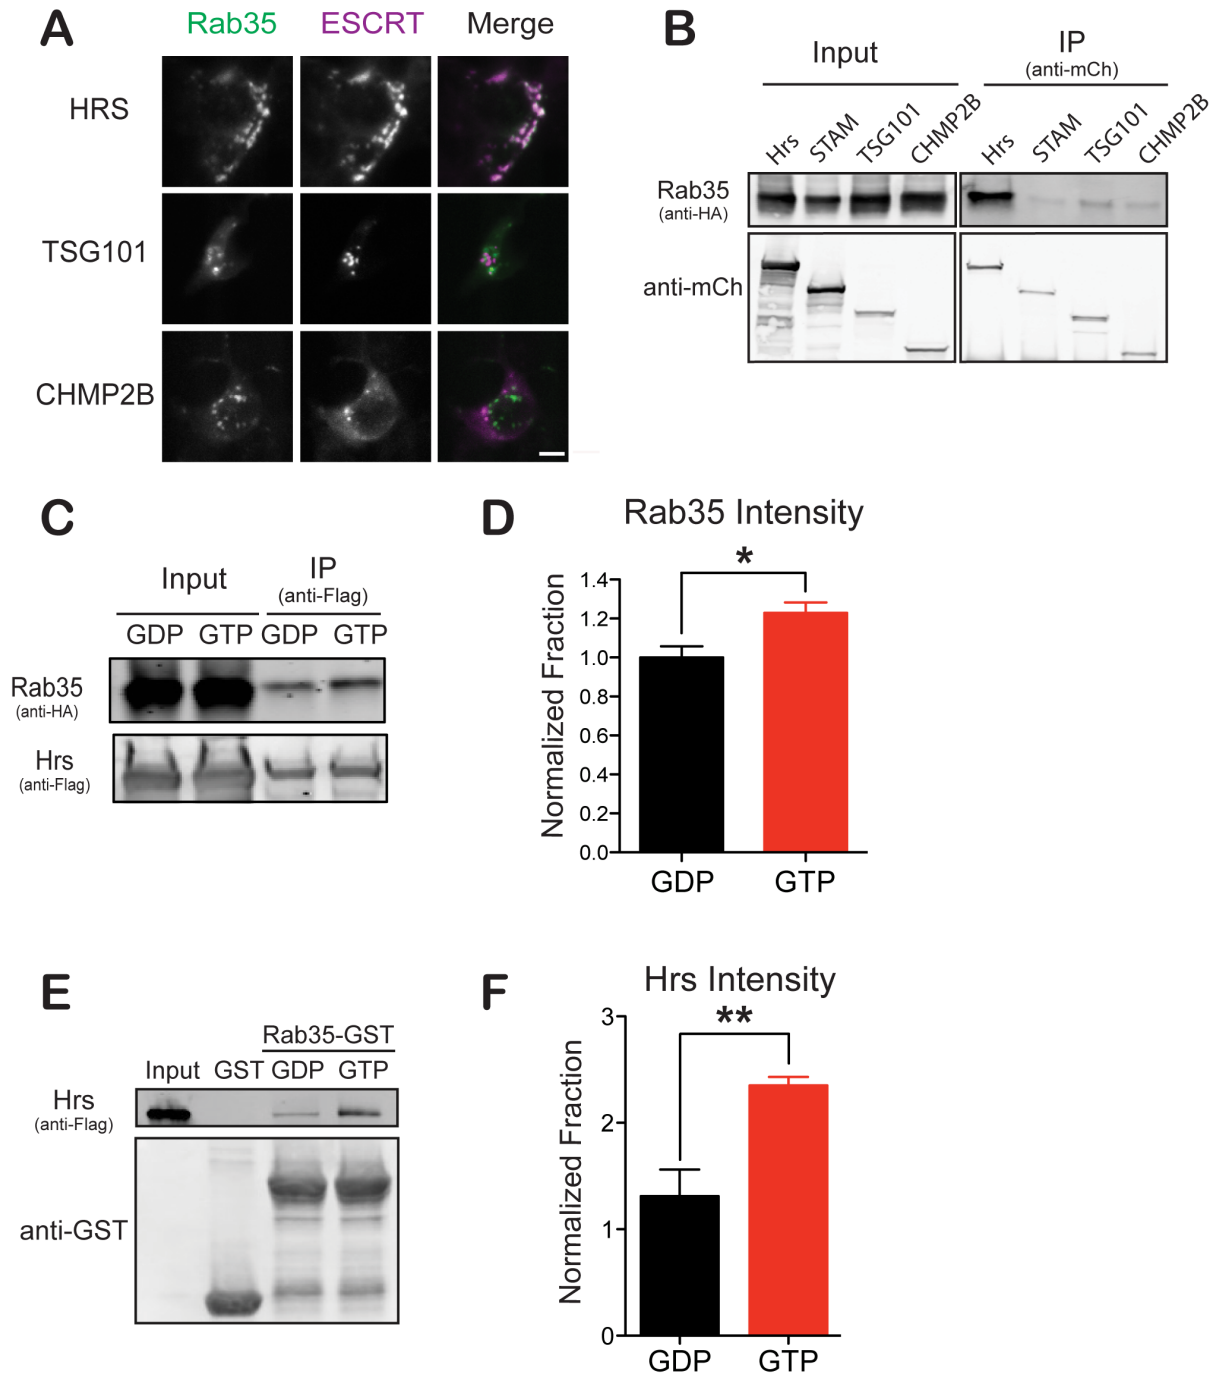 A
Rab35 ESCRT Merge
HRS
TSG101
CHMP2B
B
Input IP
(anti-mCh)
Hrs STAM TSG101 CHMP2B Hrs STAM TSG101 CHMP2B
Rab35
(anti-HA)
anti-mCh
C
Input IP
(anti-Flag)
GDP GTP GDP GTP
Rab35
(anti-HA)
Hrs
(anti-Flag)
D
Rab35 Intensity
*
Normalized Fraction
1.4
1.2
1.0
0.8
0.6
0.4
0.2
0.0
GDP GTP
E
Rab35-GST
Input GST GDP GTP
Hrs
(anti-Flag)
anti-GST
F
Hrs Intensity
**
Normalized Fraction
3
2
1
0
GDP GTP